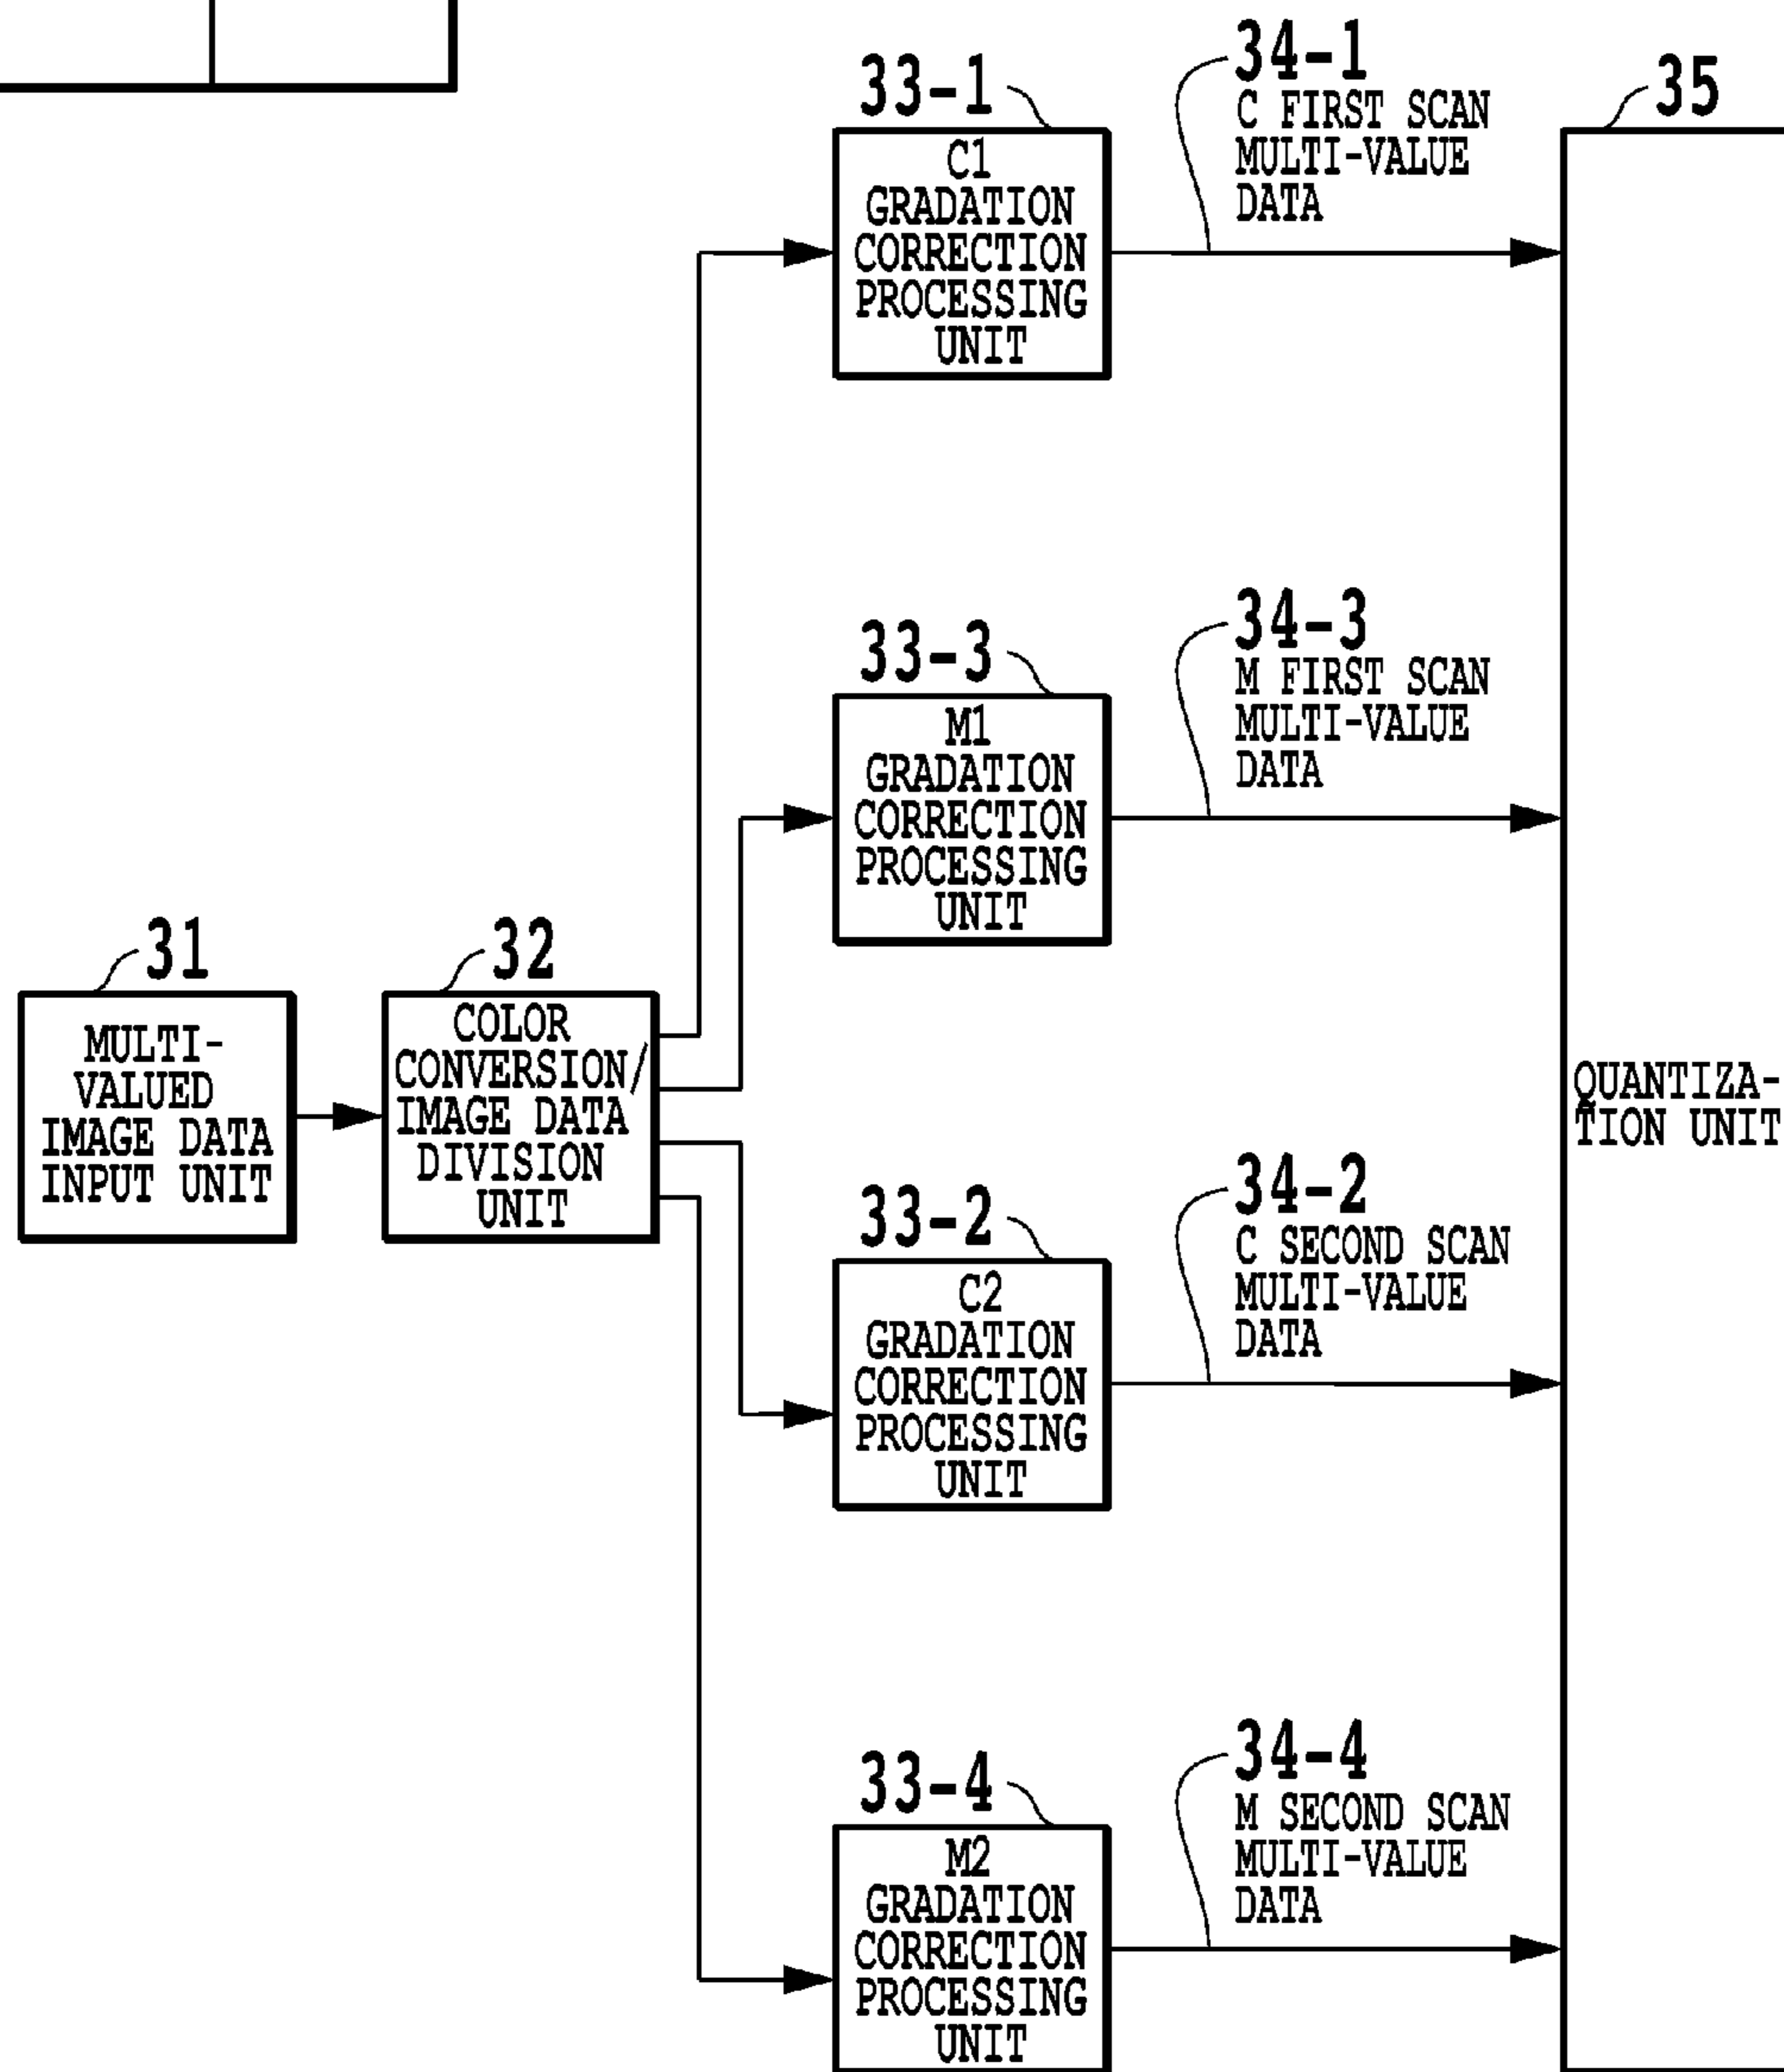 33-1
C1
GRADATION
CORRECTION
PROCESSING
UNIT
34-1
C FIRST SCAN
MULTI-VALUE
DATA
35
33-3
M1
GRADATION
CORRECTION
PROCESSING
UNIT
34-3
M FIRST SCAN
MULTI-VALUE
DATA
31
MULTI-
VALUED
IMAGE DATA
INPUT UNIT
32
COLOR
CONVERSION/
IMAGE DATA
DIVISION
UNIT
QUANTIZA-
TION UNIT
33-2
C2
GRADATION
CORRECTION
PROCESSING
UNIT
34-2
C SECOND SCAN
MULTI-VALUE
DATA
33-4
M2
GRADATION
CORRECTION
PROCESSING
UNIT
34-4
M SECOND SCAN
MULTI-VALUE
DATA